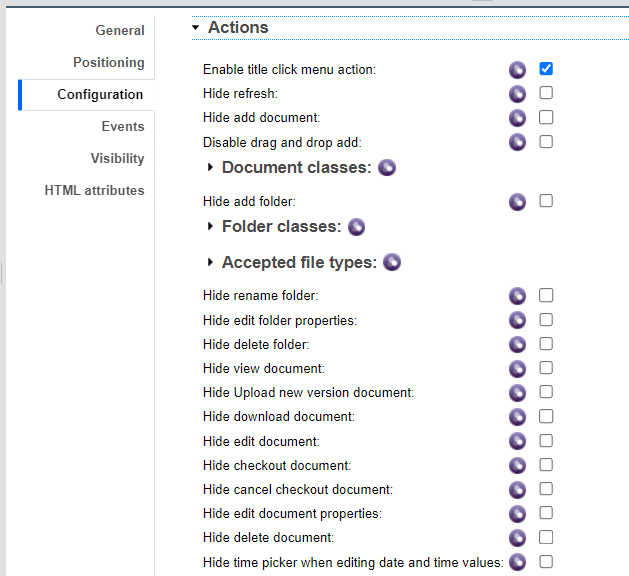 General
Positioning
Configuration
Events
Visibility
HTML attributes
Actions
Enable title click menu action:
Hide refresh:
Hide add document:
Disable drag and drop add:
Document classes:
Hide add folder:
Folder classes:
Accepted file types:
Hide rename folder:
Hide edit folder properties:
Hide delete folder:
Hide view document:
Hide Upload new version document:
Hide download document:
Hide edit document:
Hide checkout document:
Hide cancel checkout document:
Hide edit document properties:
Hide delete document:
Hide time picker when editing date and time values: